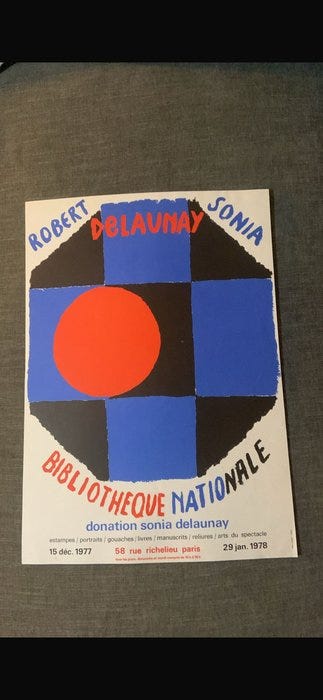 ROBERT DELAUNAY SONIA
BIBLIOTHEQUE NATIONALE
donation sonia delaunay
estampes / portraits / gouaches / livres / manuscrits / reliures / arts du spectacle
15 déc. 1977 58 rue richelieu paris 29 jan. 1978